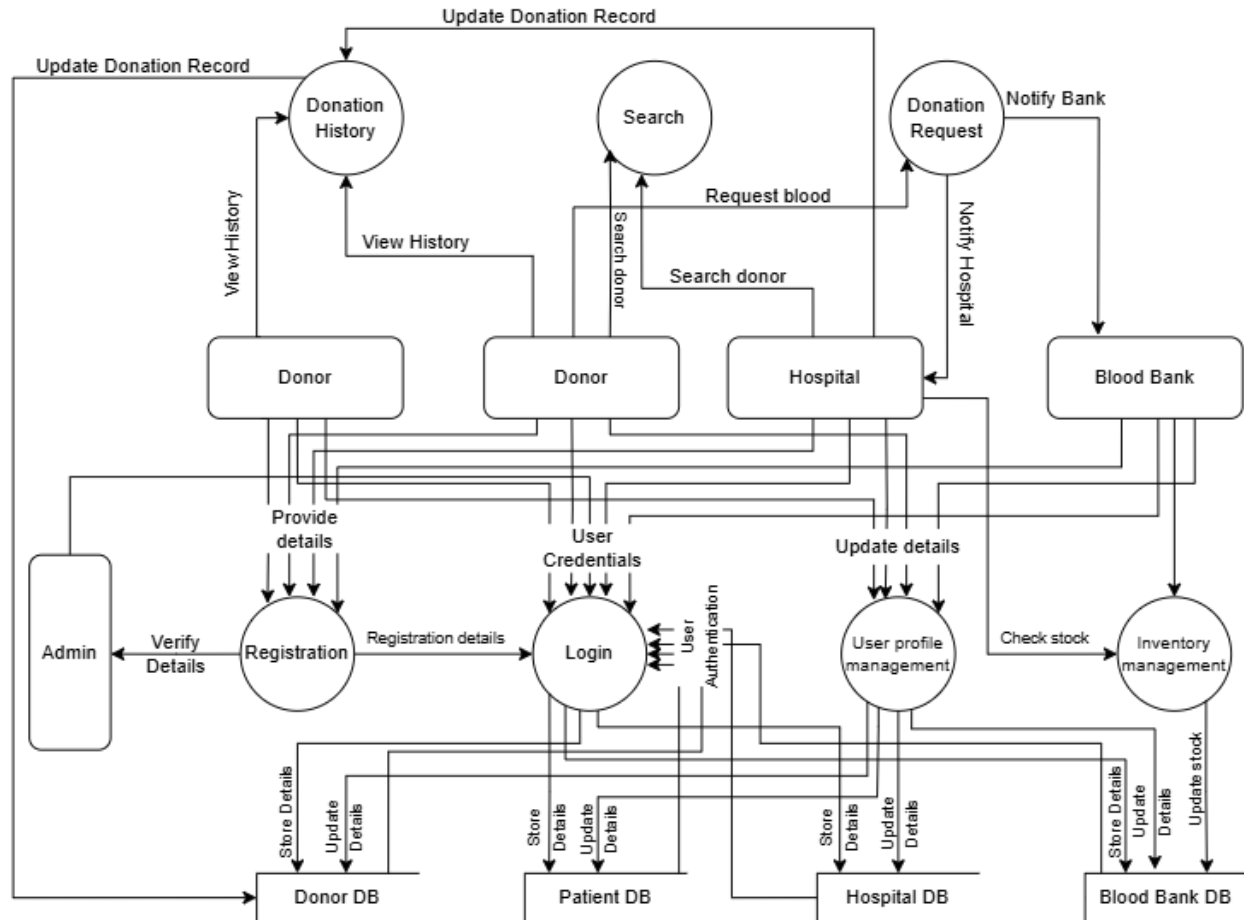 Update Donation Record
Update Donation Record
Donation
History
Search
Donation
Request
Notify Bank
View History
View History
Search donor
Request blood
Search donor
Notify Hospital
Donor
Donor
Hospital
Blood Bank
Provide
details
User
Credentials
Update details
Admin
Verify
Details
Registration
Registration details
Login
User
Authentication
User profile
management
Check stock
Inventory
management
Store Details
Update
Details
Store
Details
Update
Details
Store
Details
Update
Details
Store Details
Update
Details
Update stock
Donor DB
Patient DB
Hospital DB
Blood Bank DB